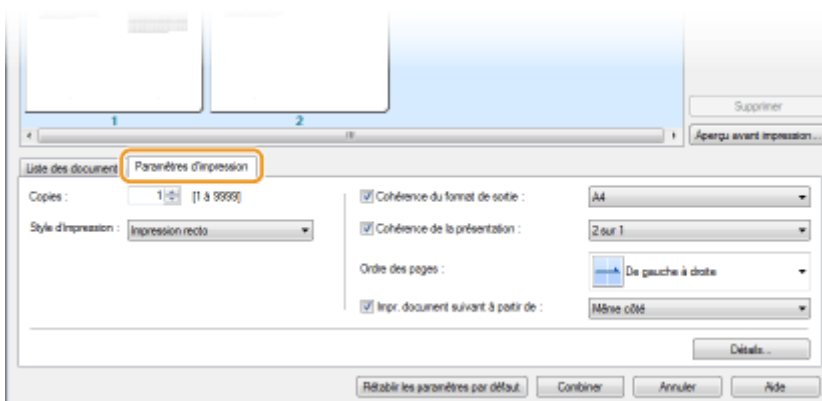 1 2
Supprimer
Aperçu avant impression...
Liste des document Paramètres d'impression
Copies : 1 [1 à 9999] Cohérence du format de sortie : A4
Style d'impression : Impression recto Cohérence de la présentation : 2 sur 1
Ordre des pages : De gauche à droite
Impr. document suivant à partir de : Même côté
Détails...
Rétablir les paramètres par défaut Combiner Annuler Aide